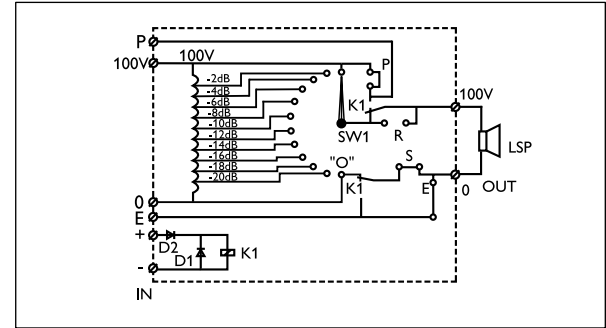 P
100V
100V
-2dB
-4dB
-6dB
-8dB
-10dB
-12dB
-14dB
-16dB
-18dB
-20dB
P
K1
SW1
R
100V
LSP
"O"
K1
S
E
0
OUT
0
E
+
D2
D1
K1
-
IN